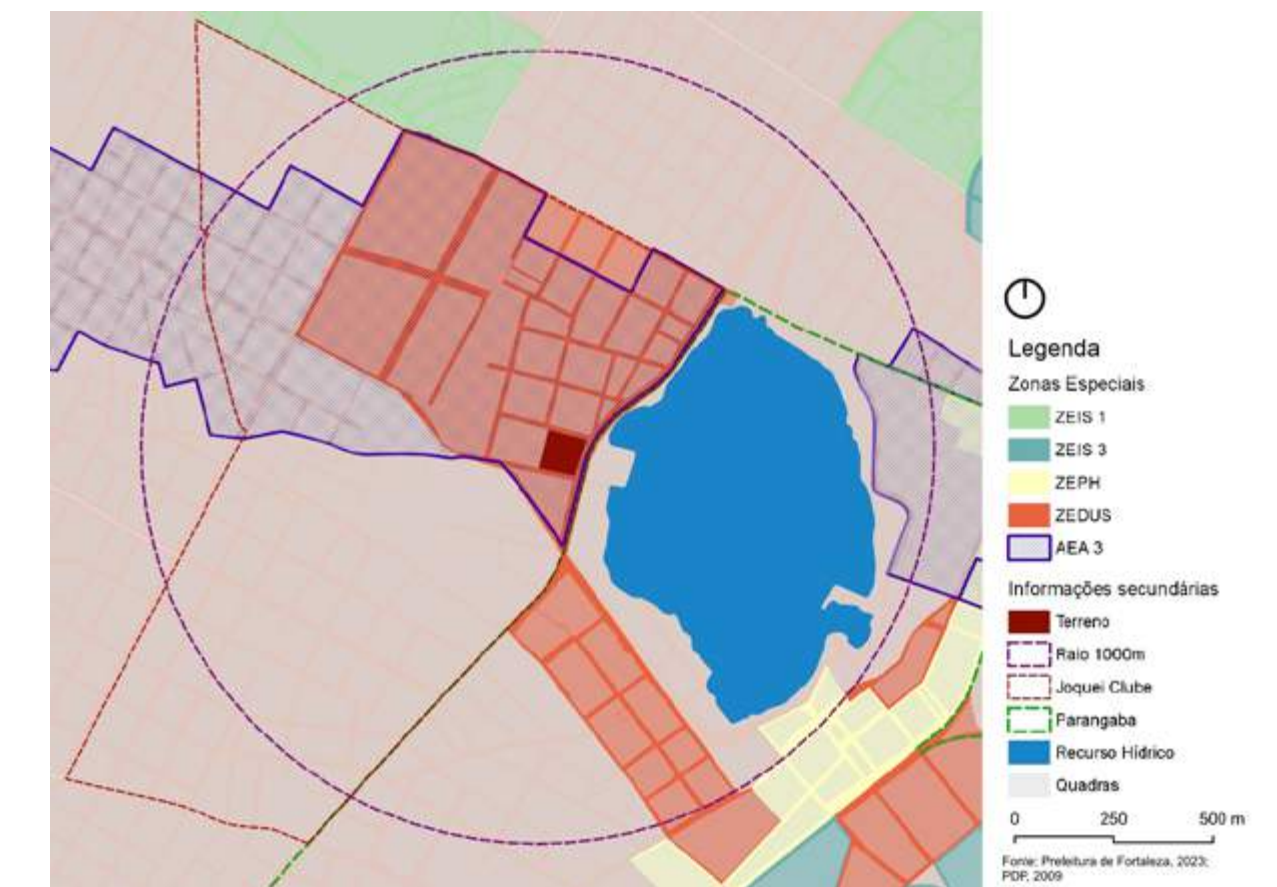 Legenda
Zonas Especiais
ZEIS 1
ZEIS 3
ZEPH
ZEDUS
AEA 3
Informações secundárias
Terreno
Raio 1000m
Joquei Clube
Parangaba
Recurso Hídrico
Quadras
0 250 500 m
Fonte: Prefeitura de Fortaleza, 2023;
PDP, 2009